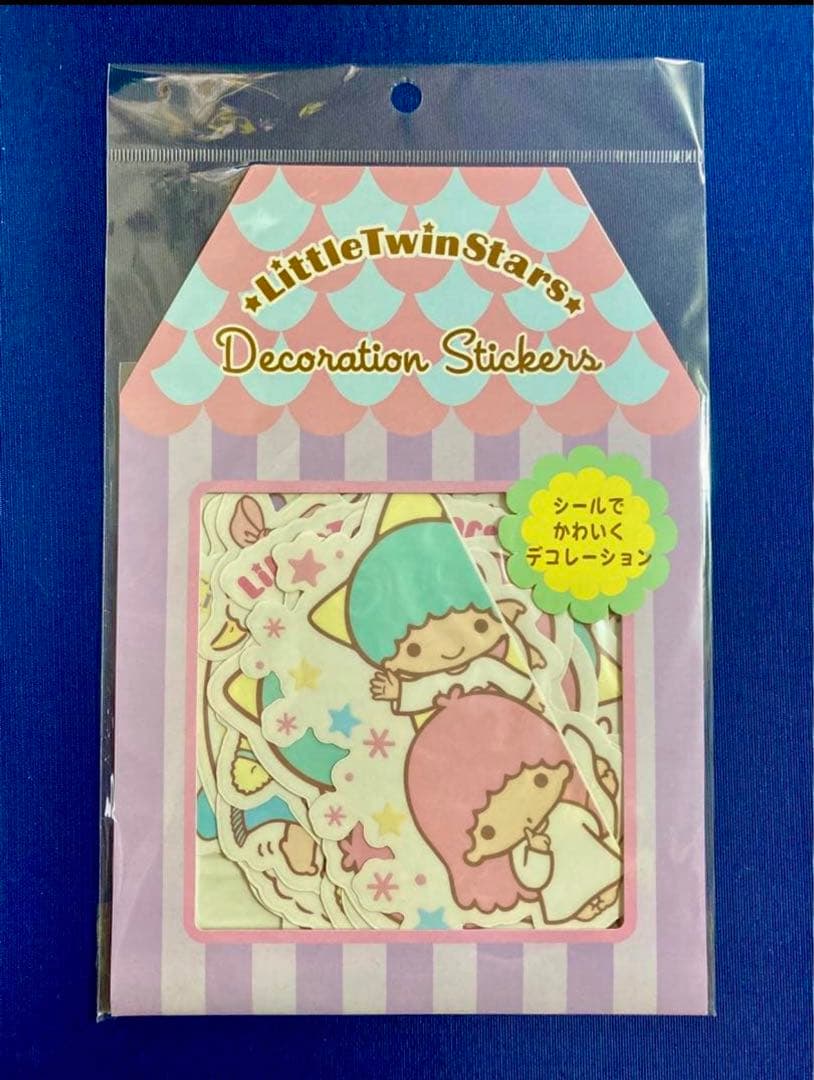 LittleTwinStars
Decoration Stickers
シールで
かわいく
デコレーション